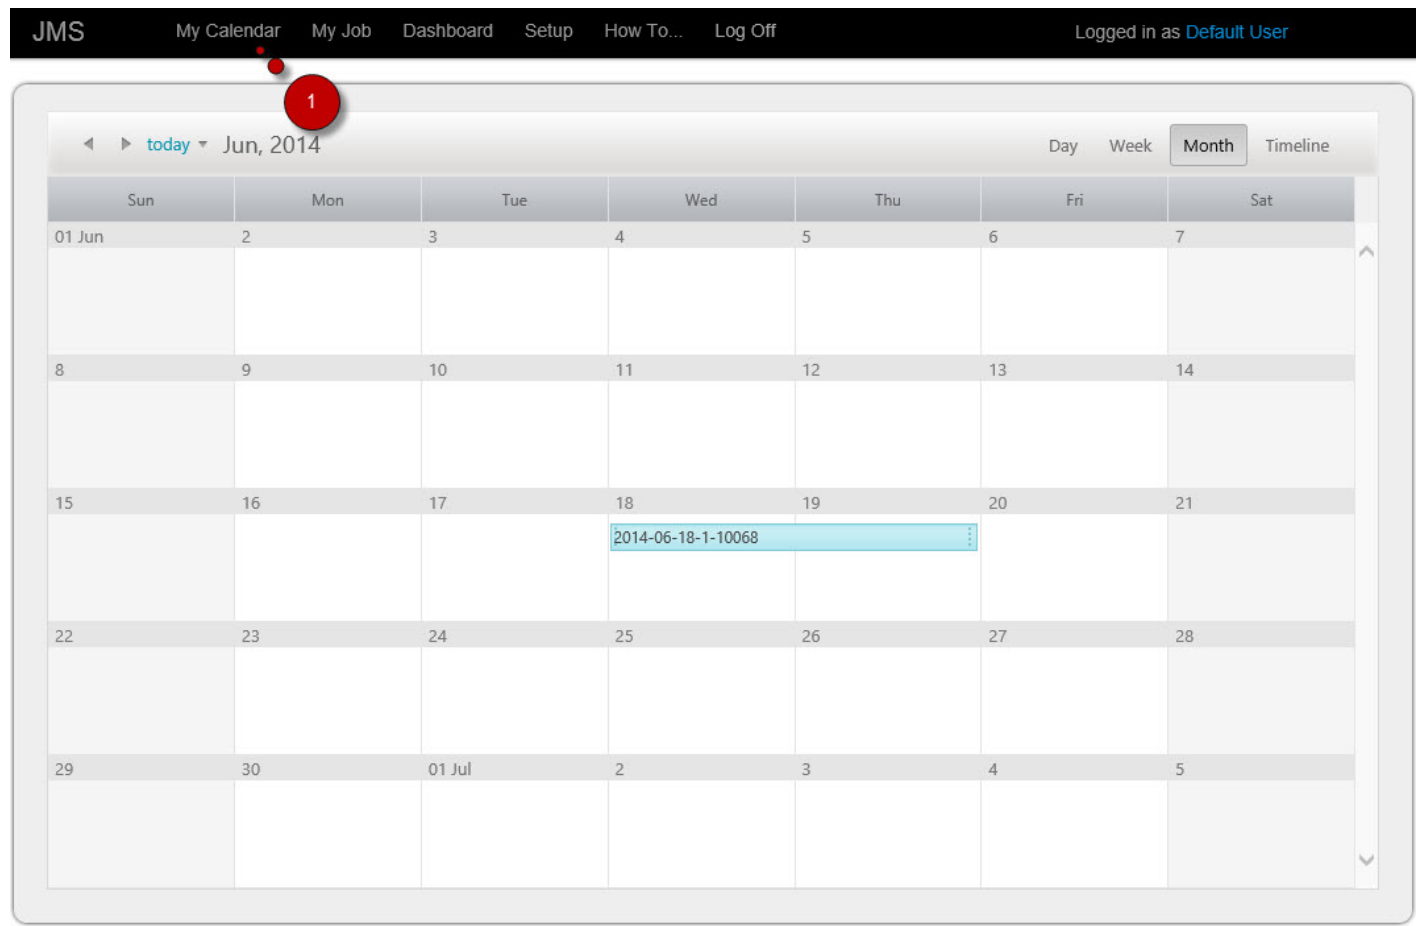 JMS My Calendar My Job Dashboard Setup How To... Log Off Logged in as Default User
1
today Jun, 2014 Day Week Month Timeline
Sun Mon Tue Wed Thu Fri Sat
01 Jun 2 3 4 5 6 7
8 9 10 11 12 13 14
15 16 17 18 19 20 21
2014-06-18-1-10068
22 23 24 25 26 27 28
29 30 01 Jul 2 3 4 5